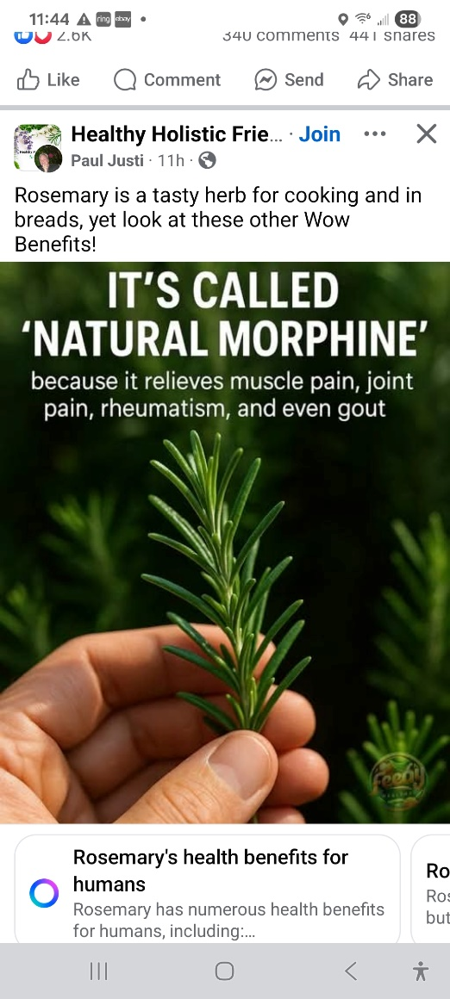 11:44 ring ebay 88
2.6K 340 comments 441 shares
Like Comment Send Share
Healthy Holistic Frie... · Join
Paul Justi · 11h ·
Rosemary is a tasty herb for cooking and in
breads, yet look at these other Wow
Benefits!
IT'S CALLED
'NATURAL MORPHINE'
because it relieves muscle pain, joint
pain, rheumatism, and even gout
Feedy
Rosemary's health benefits for
humans
Rosemary has numerous health benefits
for humans, including:...
Ro
Ros
but